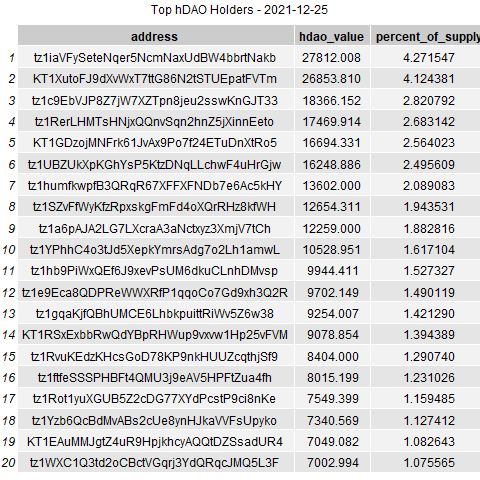 Top hDAO Holders - 2021-12-25
address hdao_value percent_of_supply
1 tz1iaVFySeteNqer5NcmNaxUdBW4bbrtNakb 27812.008 4.271547
2 KT1XutoFJ9dXvWxT7ttG86N2tSTUEpatFVTm 26853.810 4.124381
3 tz1c9EbVJP8Z7jW7XZTpn8jeu2sswKnGJT33 18366.152 2.820792
4 tz1RerLHMTsHNjxQQnvSqn2hnZ5jXinnEeto 17469.914 2.683142
5 KT1GDzojMNFrk61JvAx9Po7f24ETuDnXtRo5 16694.331 2.564023
6 tz1UBZUkXpKGhYsP5KtzDNqLLchwF4uHrGjw 16248.886 2.495609
7 tz1humfkwpfB3QRqR67XFFXFNDb7e6Ac5kHY 13602.000 2.089083
8 tz1SZvFfWyKfzRpxskgFmFd4oXQrRHz8kfWH 12654.311 1.943531
9 tz1a6pAJA2LG7LXcraA3aNctxyz3XmjV7tCh 12259.000 1.882816
10 tz1YPhhC4o3tJd5XepkYmrsAdg7o2Lh1amwL 10528.951 1.617104
11 tz1hb9PiWxQEf6J9xevPsUM6dkuCLnhDMvsp 9944.411 1.527327
12 tz1e9Eca8QDPReWWXRfP1qqoCo7Gd9xh3Q2R 9702.149 1.490119
13 tz1gqaKjfQBhUMCE6LhbkpuittRiWv5Z6w38 9254.007 1.421290
14 KT1RSxExbbRwQdYBpRHWup9vxvw1Hp25vFVM 9078.854 1.394389
15 tz1RvuKEdzKHcsGoD78KP9nkHUUZcqthjSf9 8404.000 1.290740
16 tz1ftfeSSSPHBFt4QMU3j9eAV5HPFtZua4fh 8015.199 1.231026
17 tz1Rot1yuXGUB5Z2cDG77XYdPcstP9ci8nKe 7549.399 1.159485
18 tz1Yzb6QcBdMvABs2cUe8ynHJkaVVFsUpyko 7340.569 1.127412
19 KT1EAuMMJgtZ4uR9HpjkhcyAQQtDZSsadUR4 7049.082 1.082643
20 tz1WXC1Q3td2oCBctVGqrj3YdQRqcJMQ5L3F 7002.994 1.075565